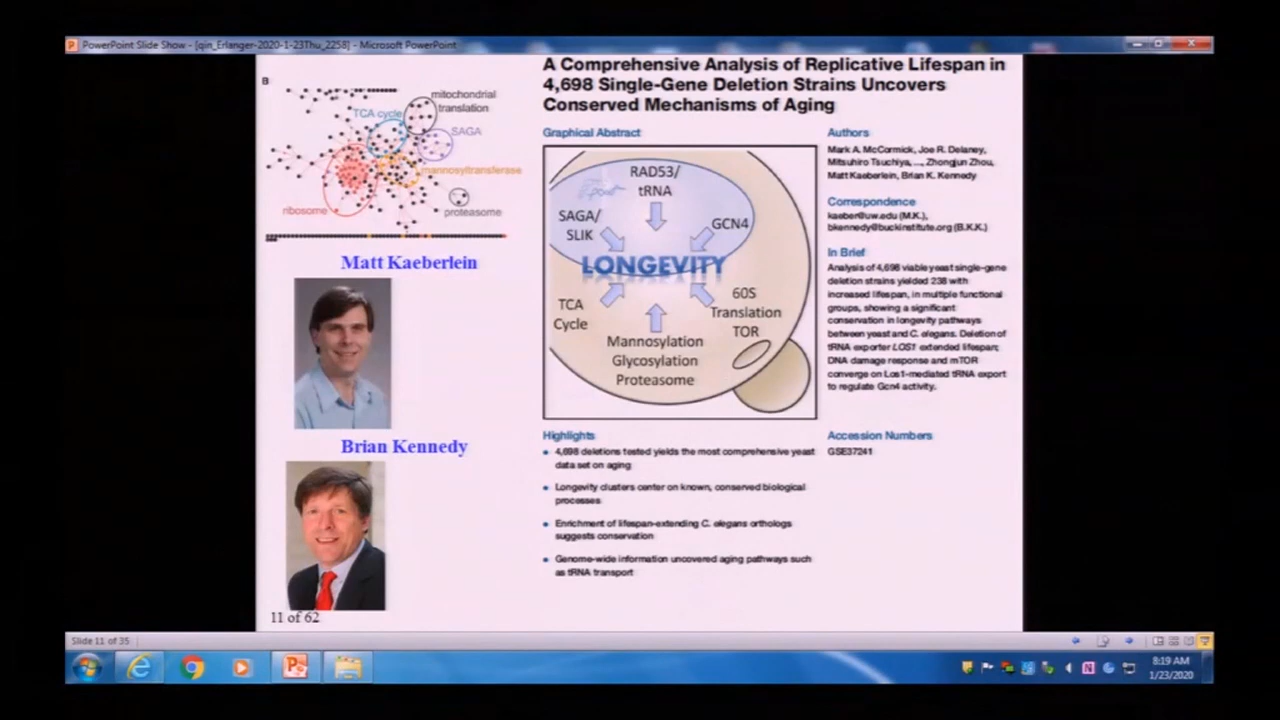 PowerPoint Slide Show - [qin_Erlanger-2020-1-23Thu_2258] - Microsoft PowerPoint
B
mitochondrial
translation
TCA cycle
SAGA
mannosyltransferase
ribosome
proteasome
Matt Kaeberlein
Brian Kennedy
11 of 62
A Comprehensive Analysis of Replicative Lifespan in
4,698 Single-Gene Deletion Strains Uncovers
Conserved Mechanisms of Aging
Graphical Abstract
RAD53/
tRNA
SAGA/
SLIK
GCN4
LONGEVITY
TCA
Cycle
60S
Translation
TOR
Mannosylation
Glycosylation
Proteasome
Highlights
• 4,698 deletions tested yields the most comprehensive yeast
data set on aging
• Longevity clusters center on known, conserved biological
processes
• Enrichment of lifespan-extending C. elegans orthologs
suggests conservation
• Genome-wide information uncovered aging pathways such
as tRNA transport
Authors
Mark A. McCormick, Joe R. Delaney,
Mitsuhiro Tsuchiya, ..., Zhongjun Zhou,
Matt Kaeberlein, Brian K. Kennedy
Correspondence
kaeber@uw.edu (M.K.),
bkennedy@buckinstitute.org (B.K.K.)
In Brief
Analysis of 4,698 viable yeast single-gene
deletion strains yielded 238 with
increased lifespan, in multiple functional
groups, showing a significant
conservation in longevity pathways
between yeast and C. elegans. Deletion of
tRNA exporter LOS1 extended lifespan;
DNA damage response and mTOR
converge on Los1-mediated tRNA export
to regulate Gcn4 activity.
Accession Numbers
GSE37241
Slide 11 of 35
8:19 AM
1/23/2020